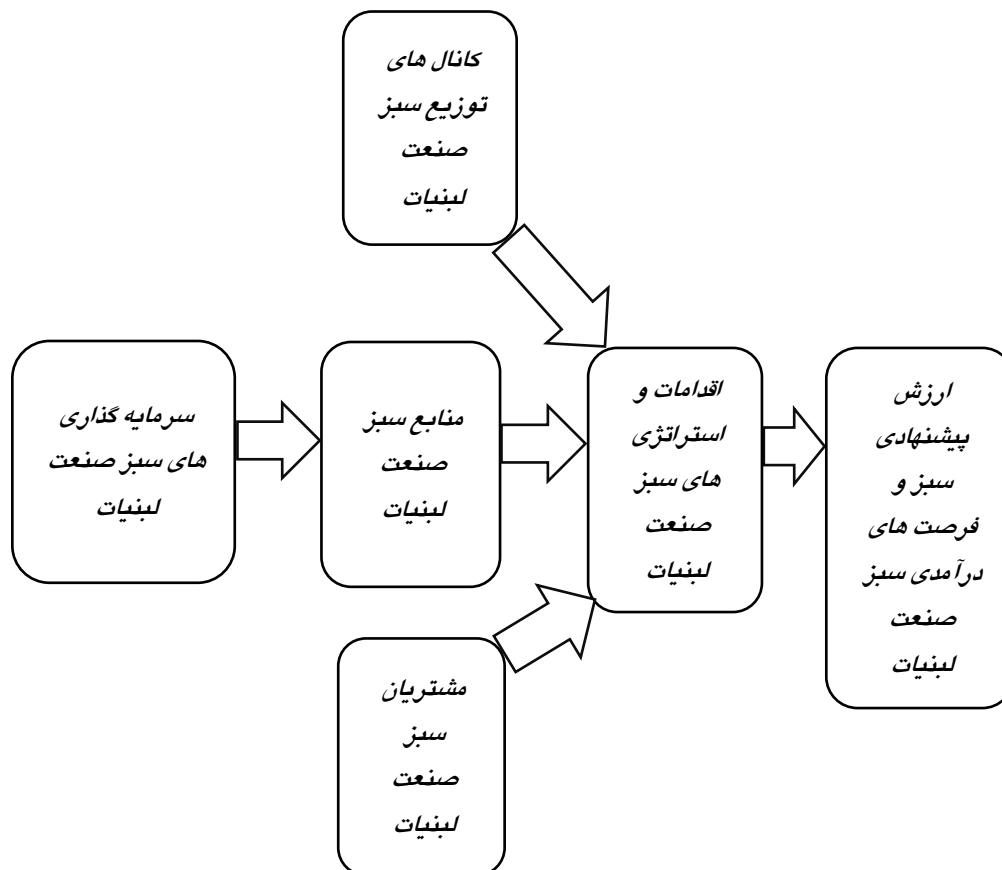 کانال های
توزیع سبز
صنعت
لبنیات
سرمایه گذاری
های سبز صنعت
لبنیات
منابع سبز
صنعت
لبنیات
اقدامات و
استراتژی
های سبز
صنعت
لبنیات
ارزش
پیشنهادی
سبز و
فرصت های
درآمدی سبز
صنعت
لبنیات
مشتریان
سبز
صنعت
لبنیات